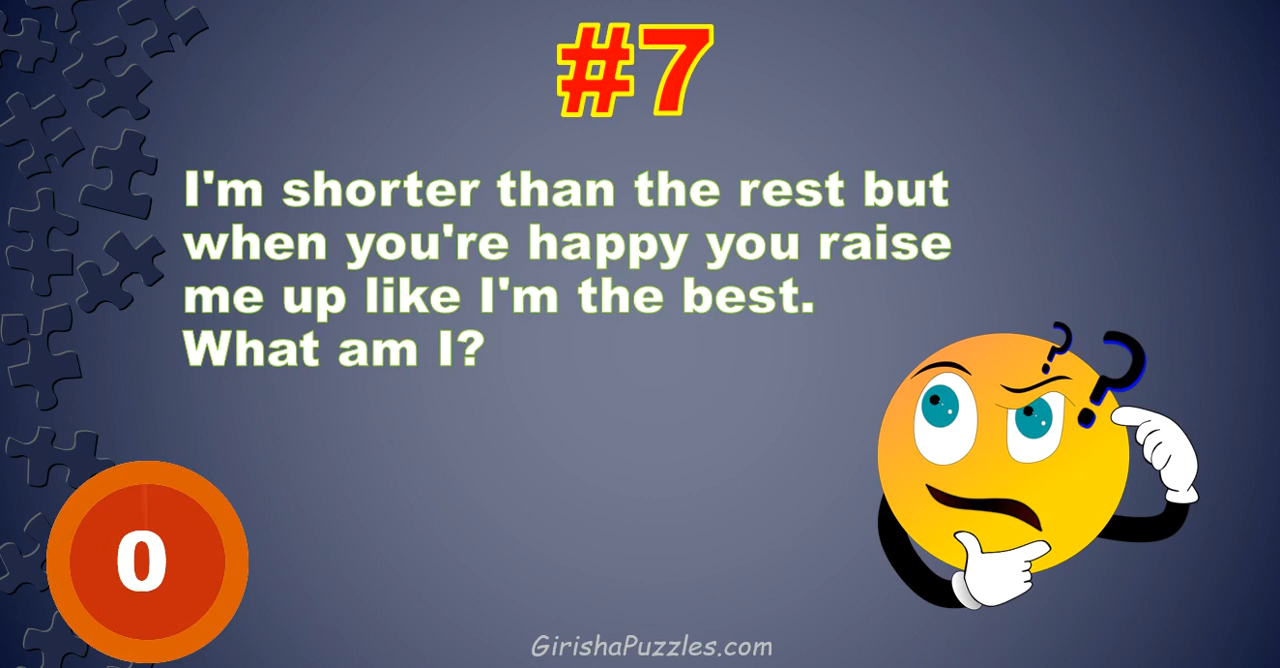 #7
I'm shorter than the rest but
when you're happy you raise
me up like I'm the best.
What am I?
? ?
0
GirishaPuzzles.com